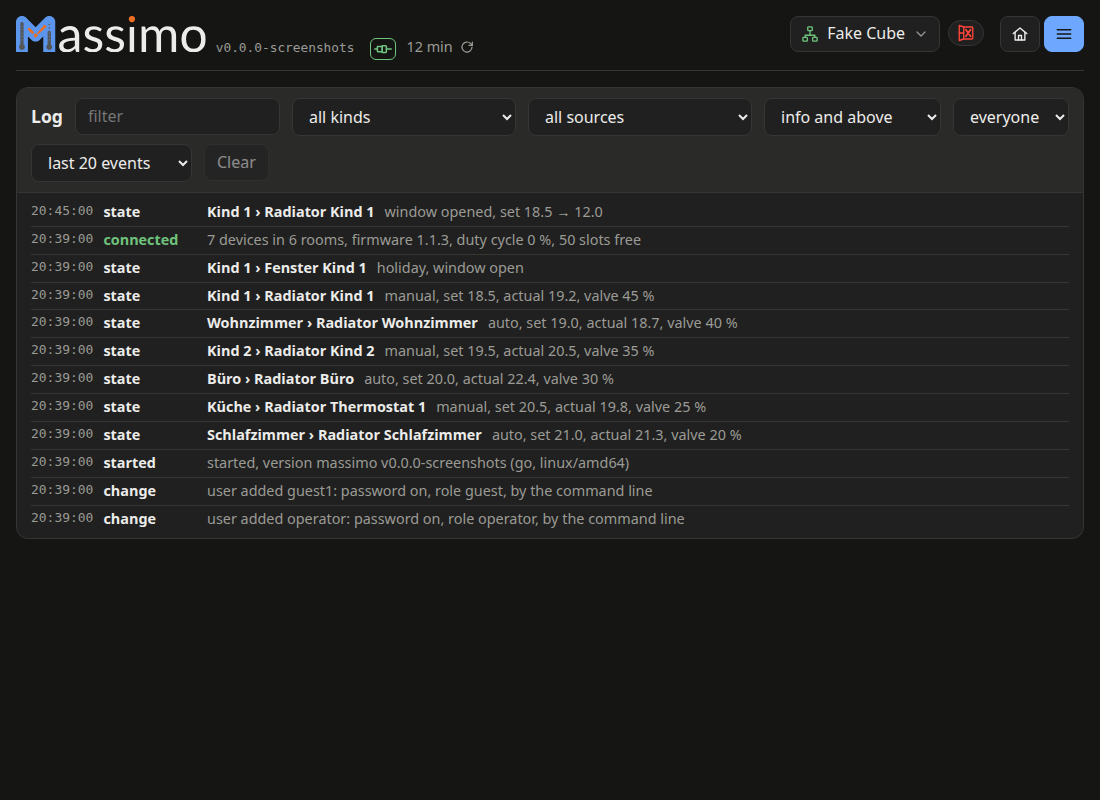 Massimo v0.0.0-screenshots 12 min Fake Cube
Log filter all kinds all sources info and above everyone
last 20 events Clear
20:45:00 state Kind 1 › Radiator Kind 1 window opened, set 18.5 → 12.0
20:39:00 connected 7 devices in 6 rooms, firmware 1.1.3, duty cycle 0 %, 50 slots free
20:39:00 state Kind 1 › Fenster Kind 1 holiday, window open
20:39:00 state Kind 1 › Radiator Kind 1 manual, set 18.5, actual 19.2, valve 45 %
20:39:00 state Wohnzimmer › Radiator Wohnzimmer auto, set 19.0, actual 18.7, valve 40 %
20:39:00 state Kind 2 › Radiator Kind 2 manual, set 19.5, actual 20.5, valve 35 %
20:39:00 state Büro › Radiator Büro auto, set 20.0, actual 22.4, valve 30 %
20:39:00 state Küche › Radiator Thermostat 1 manual, set 20.5, actual 19.8, valve 25 %
20:39:00 state Schlafzimmer › Radiator Schlafzimmer auto, set 21.0, actual 21.3, valve 20 %
20:39:00 started started, version massimo v0.0.0-screenshots (go, linux/amd64)
20:39:00 change user added guest1: password on, role guest, by the command line
20:39:00 change user added operator: password on, role operator, by the command line